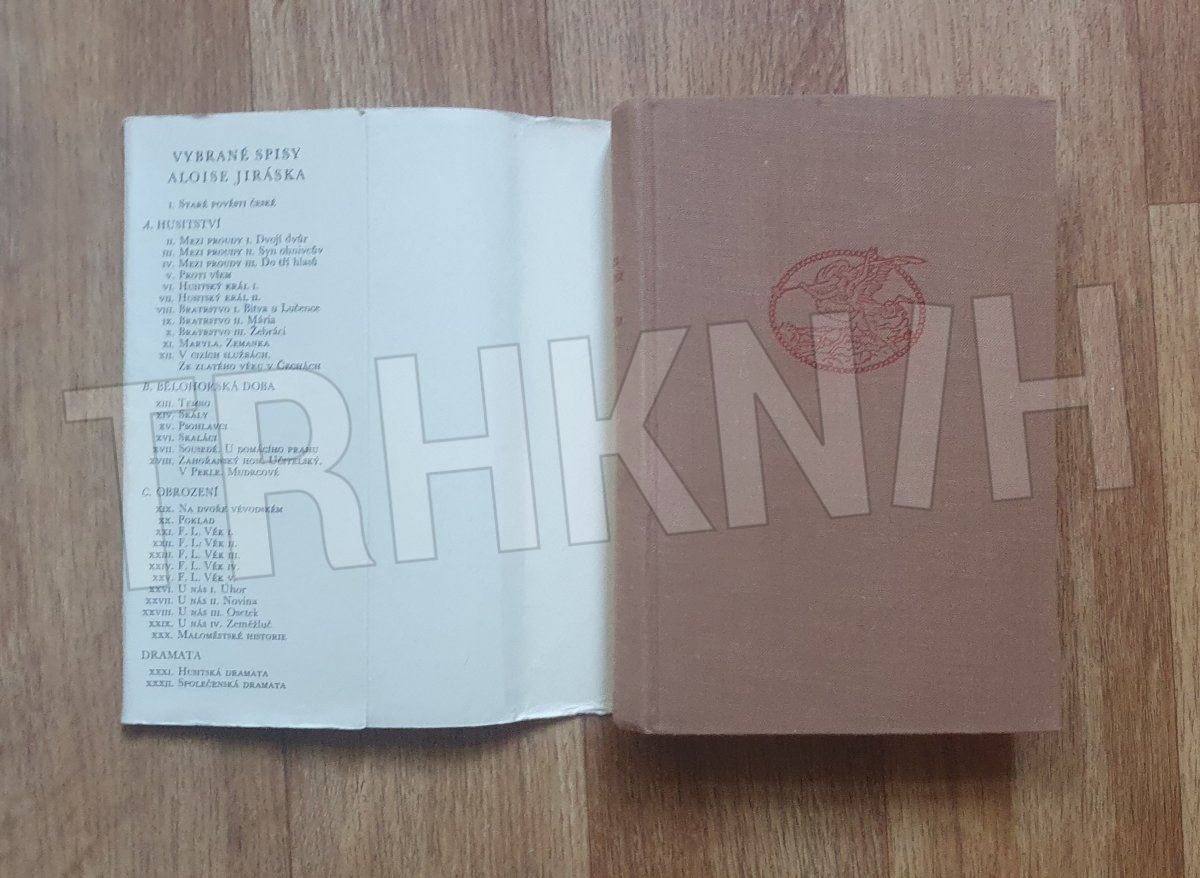 VYBRANÉ SPISY
ALOISE JIRÁSKA
I. STARÉ POVĚSTI ČESKÉ
A. HUSITSTVÍ
II. MEZI PROUDY I. Dvojí dvůr
III. MEZI PROUDY II. Syn ohnivcův
IV. MEZI PROUDY III. Do tří hlasů
V. PROTI VŠEM
VI. HUSITSKÝ KRÁL I.
VII. HUSITSKÝ KRÁL II.
VIII. BRATRSTVO I. Bitva u Lučence
IX. BRATRSTVO II. Mária
X. BRATRSTVO III. Žebráci
XI. MARYLA. ZEMANKA
XII. V CIZÍCH SLUŽBÁCH.
ZE ZLATÉHO VĚKU V ČECHÁCH
B. BĚLOHORSKÁ DOBA
XIII. TEMNO
XIV. SKÁLY
XV. PSOHLAVCI
XVI. SKALÁCI
XVII. SOUSEDÉ. U DOMÁCÍHO PRAHU
XVIII. ZAHOŘANSKÝ HON. UČITELSKÝ.
V PEKLE. MUDRCOVÉ
C. OBROZENÍ
XIX. NA DVOŘE VÉVODSKÉM
XX. POKLAD
XXI. F. L. VĚK I.
XXII. F. L. VĚK II.
XXIII. F. L. VĚK III.
XXIV. F. L. VĚK IV.
XXV. F. L. VĚK V.
XXVI. U NÁS I. Úhor
XXVII. U NÁS II. Novina
XXVIII. U NÁS III. Osetek
XXIX. U NÁS IV. Zeměžluč
XXX. MALOMĚSTSKÉ HISTORIE
DRAMATA
XXXI. HUSITSKÁ DRAMATA
XXXII. SPOLEČENSKÁ DRAMATA
TRHKNIH